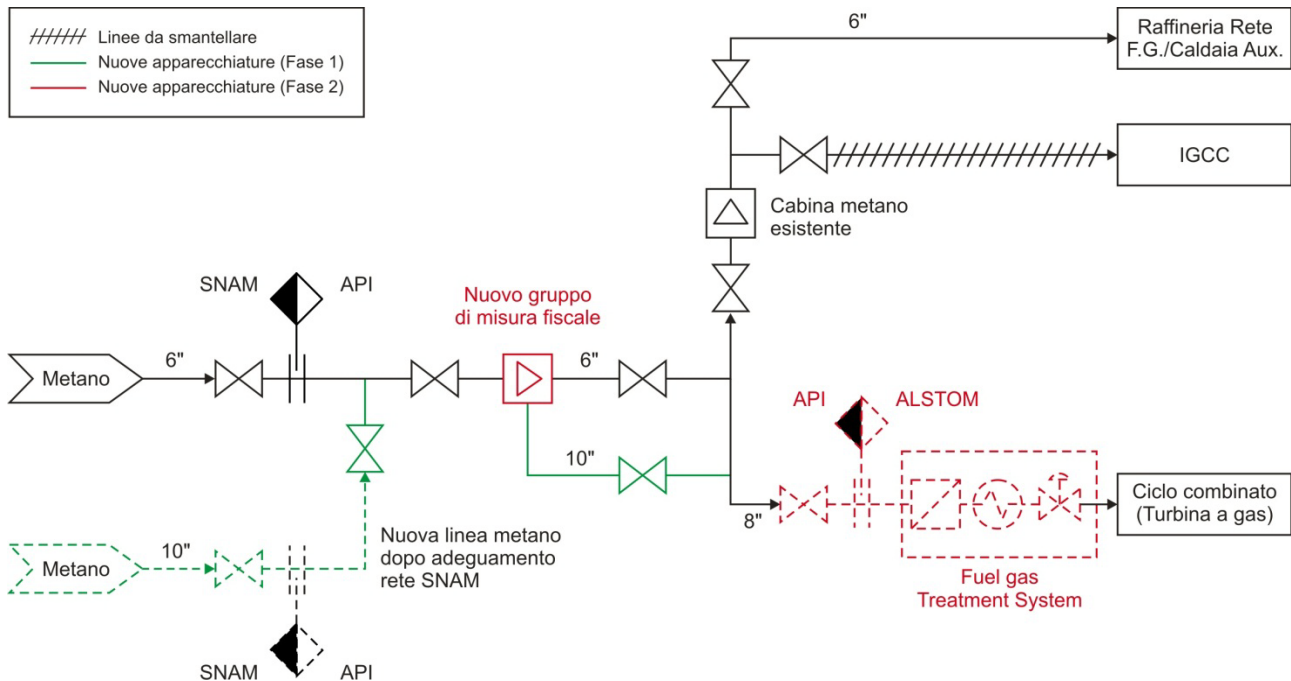 Linee da smantellare
Nuove apparecchiature (Fase 1)
Nuove apparecchiature (Fase 2)
6"
Raffineria Rete
F.G./Caldaia Aux.
IGCC
Cabina metano
esistente
SNAM
API
Nuovo gruppo
di misura fiscale
Metano
6"
6"
API
ALSTOM
10"
8"
Ciclo combinato
(Turbina a gas)
Metano
10"
Nuova linea metano
dopo adeguamento
rete SNAM
Fuel gas
Treatment System
SNAM
API